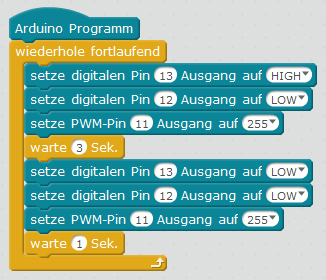 Arduino Programm
wiederhole fortlaufend
setze digitalen Pin 13 Ausgang auf HIGH
setze digitalen Pin 12 Ausgang auf LOW
setze PWM-Pin 11 Ausgang auf 255
warte 3 Sek.
setze digitalen Pin 13 Ausgang auf LOW
setze digitalen Pin 12 Ausgang auf LOW
setze PWM-Pin 11 Ausgang auf 255
warte 1 Sek.